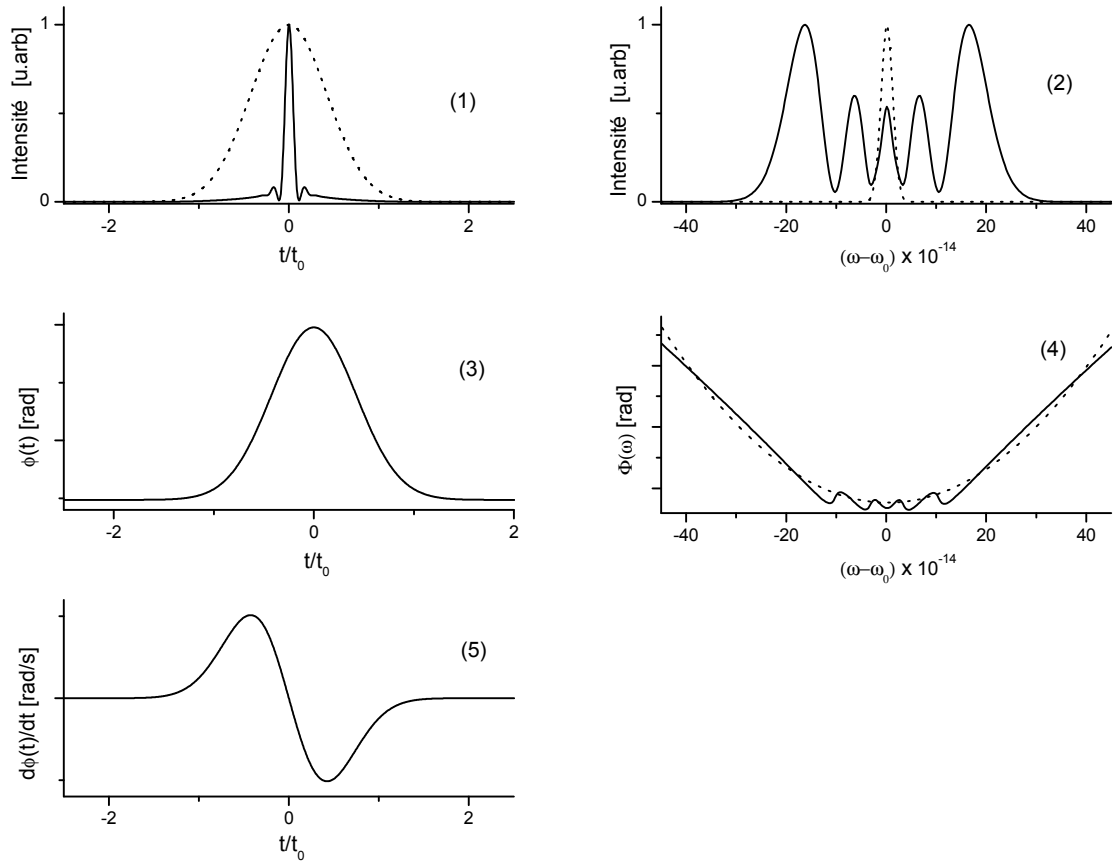 Intensité [u.arb]
1
0
(1)
-2
0
2
t/t0
Intensité [u.arb]
1
0
(2)
-40
-20
0
20
40
(ω−ω0) x 10-14
ϕ(t) [rad]
(3)
-2
0
2
t/t0
Φ(ω) [rad]
(4)
-40
-20
0
20
40
(ω−ω0) x 10-14
dϕ(t)/dt [rad/s]
(5)
-2
0
2
t/t0